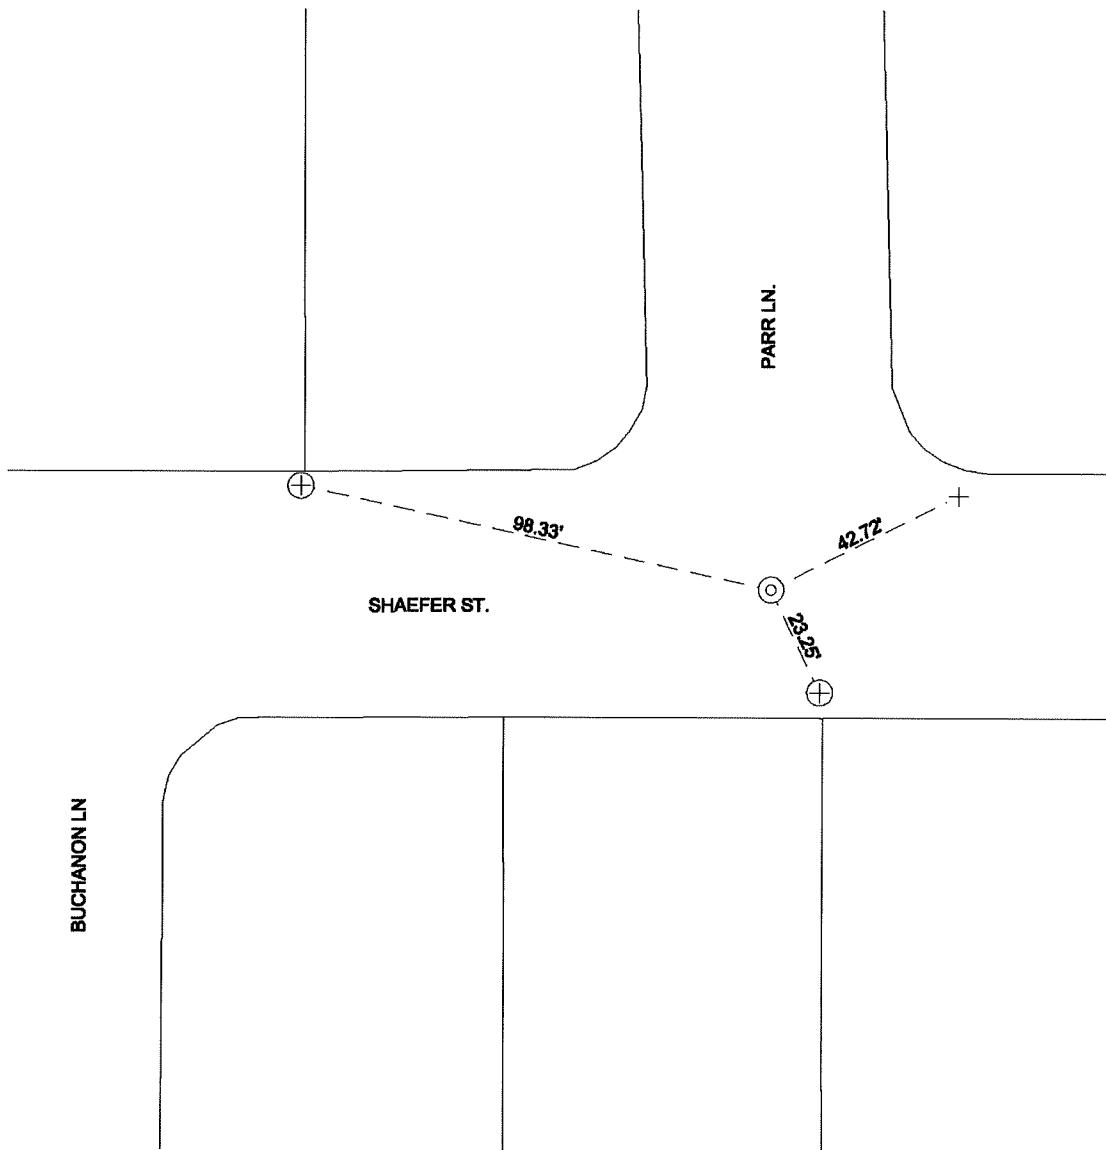 PARR LN.
98.33'
42.72'
SHAEFER ST.
23.25'
BUCHANON LN